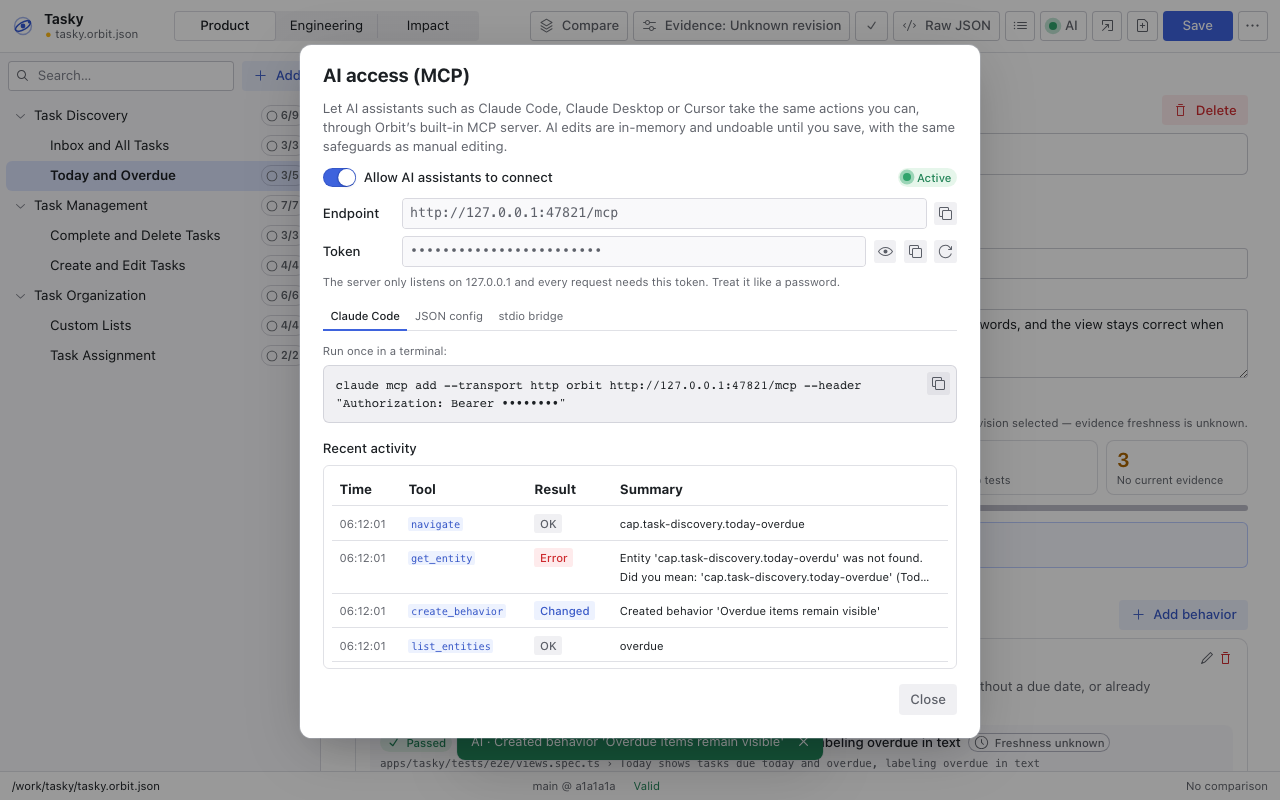 Tasky
tasky.orbit.json
Product
Engineering
Impact
Compare
Evidence: Unknown revision
Raw JSON
AI
Save
Search...
Add
Task Discovery
6/9
Inbox and All Tasks
3/3
Today and Overdue
3/5
Task Management
7/7
Complete and Delete Tasks
3/3
Create and Edit Tasks
4/4
Task Organization
6/6
Custom Lists
4/4
Task Assignment
2/2
AI access (MCP)
Let AI assistants such as Claude Code, Claude Desktop or Cursor take the same actions you can,
through Orbit's built-in MCP server. AI edits are in-memory and undoable until you save, with the same
safeguards as manual editing.
Allow AI assistants to connect
Active
Endpoint
http://127.0.0.1:47821/mcp
Token
••••••••••••••••••••••••
The server only listens on 127.0.0.1 and every request needs this token. Treat it like a password.
Claude Code
JSON config
stdio bridge
Run once in a terminal:
claude mcp add --transport http orbit http://127.0.0.1:47821/mcp --header
"Authorization: Bearer ••••••••"
Recent activity
Time Tool Result Summary
06:12:01 navigate OK cap.task-discovery.today-overdue
06:12:01 get_entity Error Entity 'cap.task-discovery.today-overdu' was not found.
Did you mean: 'cap.task-discovery.today-overdue' (Tod...
06:12:01 create_behavior Changed Created behavior 'Overdue items remain visible'
06:12:01 list_entities OK overdue
Close
Delete
words, and the view stays correct when
vision selected — evidence freshness is unknown.
tests
3
No current evidence
Add behavior
thout a due date, or already
Passed
AI · Created behavior 'Overdue items remain visible'
beling overdue in text
Freshness unknown
apps/tasky/tests/e2e/views.spec.ts › Today shows tasks due today and overdue, labeling overdue in text
/work/tasky/tasky.orbit.json
main @ a1a1a1a
Valid
No comparison